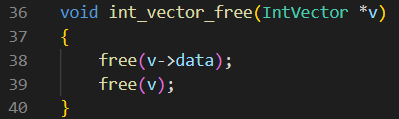 36 void int_vector_free(IntVector *v)
37 {
38     free(v->data);
39     free(v);
40 }